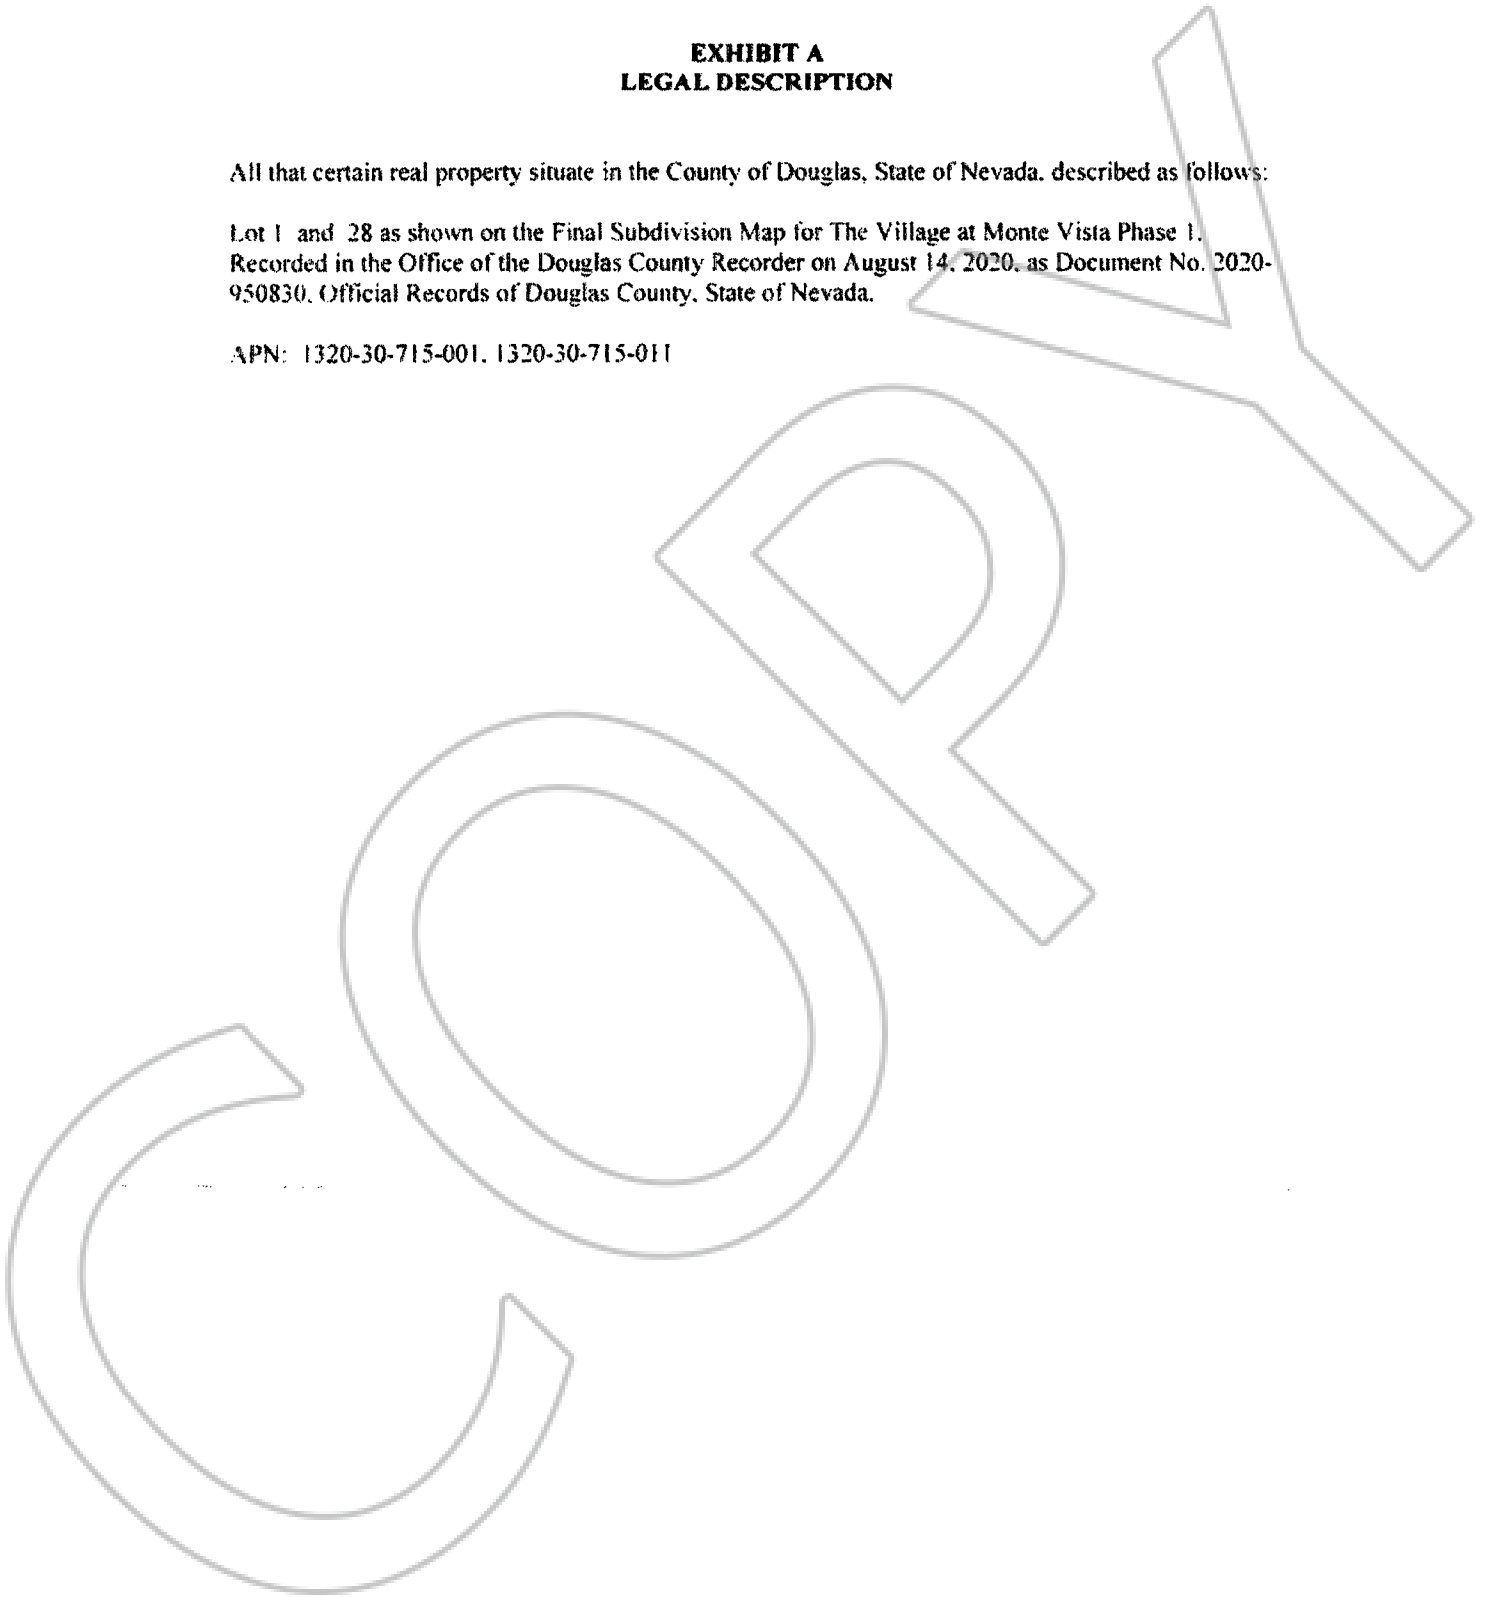 EXHIBIT A
LEGAL DESCRIPTION
All that certain real property situate in the County of Douglas, State of Nevada, described as follows:
Lot 1 and 28 as shown on the Final Subdivision Map for The Village at Monte Vista Phase 1,
Recorded in the Office of the Douglas County Recorder on August 14, 2020, as Document No. 2020-
950830, Official Records of Douglas County, State of Nevada.
APN: 1320-30-715-001, 1320-30-715-011
COPY